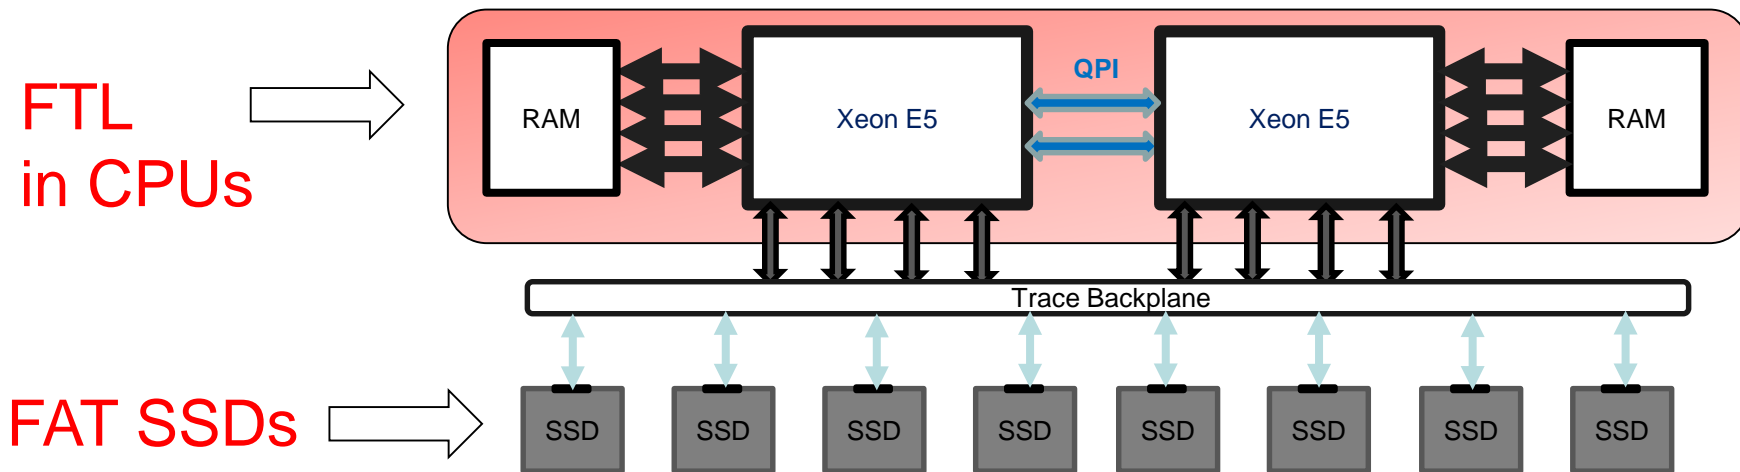 FTL
in CPUs
RAM
Xeon E5
QPI
Xeon E5
RAM
Trace Backplane
FAT SSDs
SSD
SSD
SSD
SSD
SSD
SSD
SSD
SSD